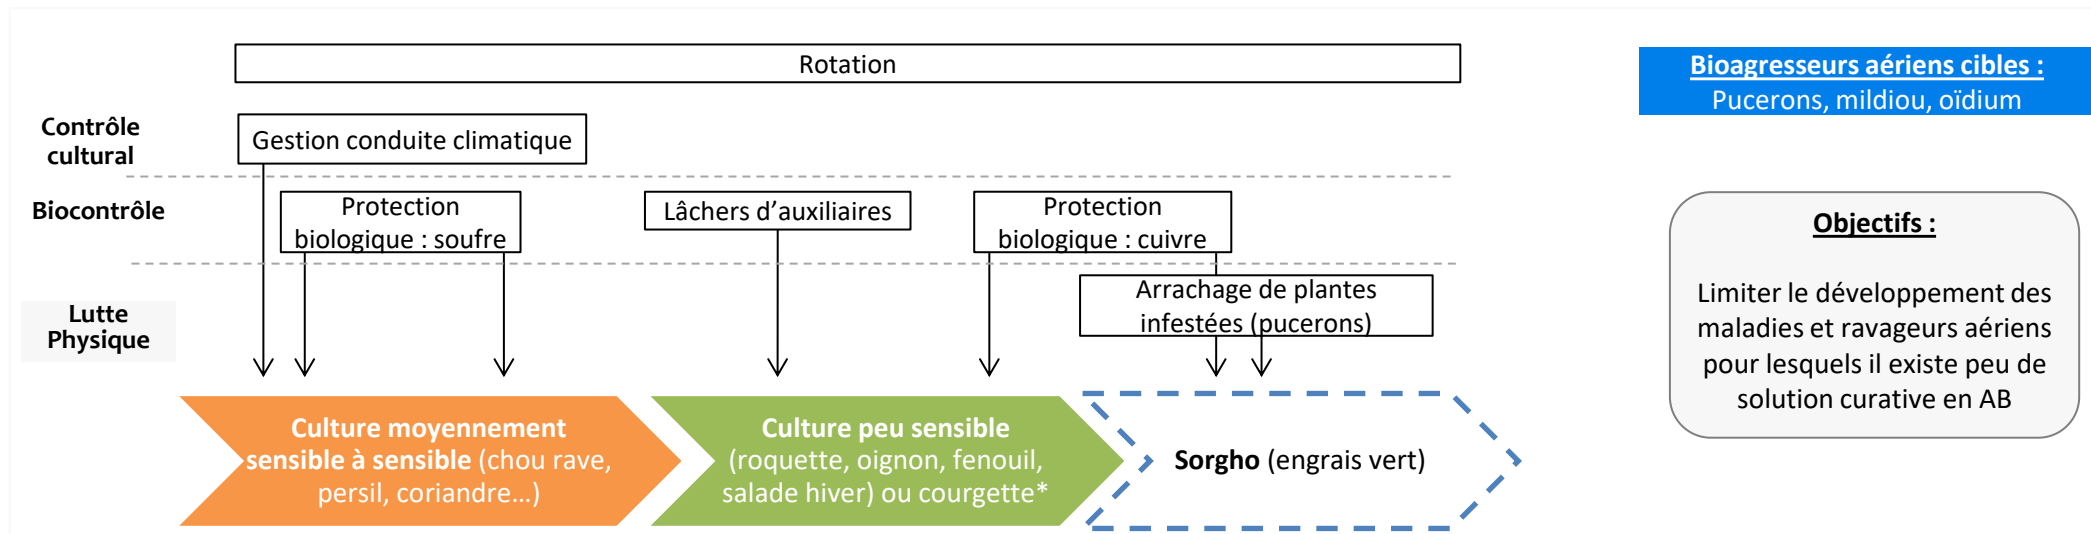 Rotation
Bioagresseurs aériens cibles :
Pucerons, mildiou, oïdium
Contrôle
cultural
Gestion conduite climatique
Biocontrôle
Protection
biologique : soufre
Lâchers d’auxiliaires
Protection
biologique : cuivre
Lutte
Physique
Arrachage de plantes
infestées (pucerons)
Objectifs :
Limiter le développement des
maladies et ravageurs aériens
pour lesquels il existe peu de
solution curative en AB
Culture moyennement
sensible à sensible (chou rave,
persil, coriandre…)
Culture peu sensible
(roquette, oignon, fenouil,
salade hiver) ou courgette*
Sorgho (engrais vert)